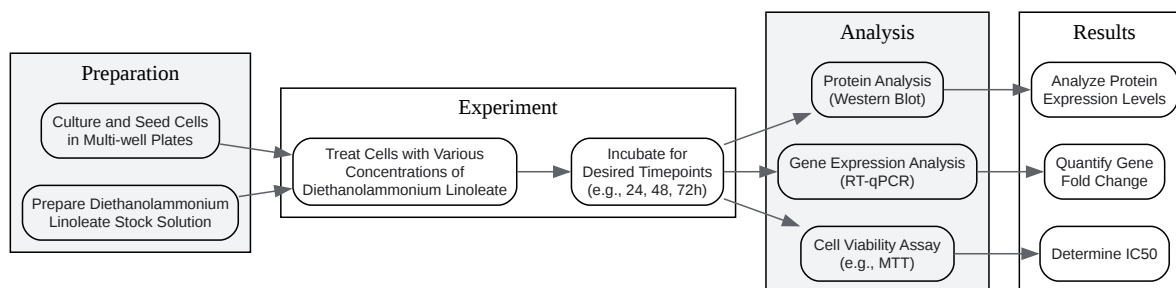 Preparation
Culture and Seed Cells
in Multi-well Plates
Prepare Diethanolammonium
Linoleate Stock Solution
Experiment
Treat Cells with Various
Concentrations of
Diethanolammonium Linoleate
Incubate for
Desired Timepoints
(e.g., 24, 48, 72h)
Analysis
Protein Analysis
(Western Blot)
Gene Expression Analysis
(RT-qPCR)
Cell Viability Assay
(e.g., MTT)
Results
Analyze Protein
Expression Levels
Quantify Gene
Fold Change
Determine IC50